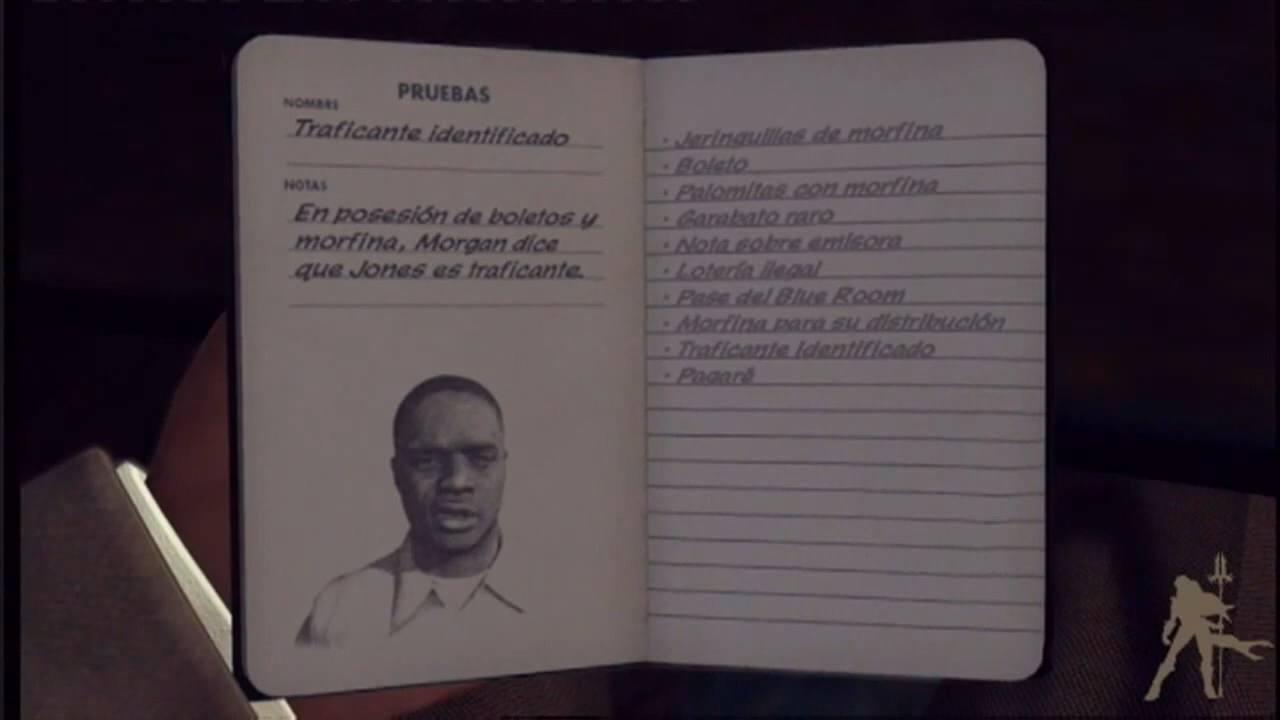 PRUEBAS
NOMBRE
Traficante identificado
NOTAS
En posesión de boletos y
morfina, Morgan dice
que Jones es traficante.
· Jeringuillas de morfina
· Boleto
· Palomitas con morfina
· Garabato raro
· Nota sobre emisora
· Lotería ilegal
· Pase del Blue Room
· Morfina para su distribución
· Traficante identificado
· Pagaré